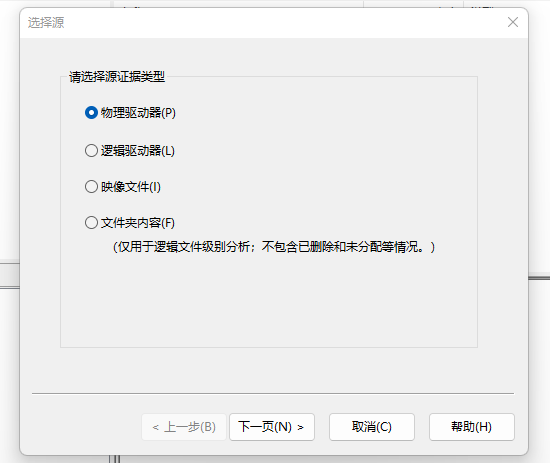 选择源
请选择源证据类型
物理驱动器(P)
逻辑驱动器(L)
映像文件(I)
文件夹内容(F)
（仅用于逻辑文件级别分析；不包含已删除和未分配等情况。）
< 上一步(B)
下一页(N) >
取消(C)
帮助(H)